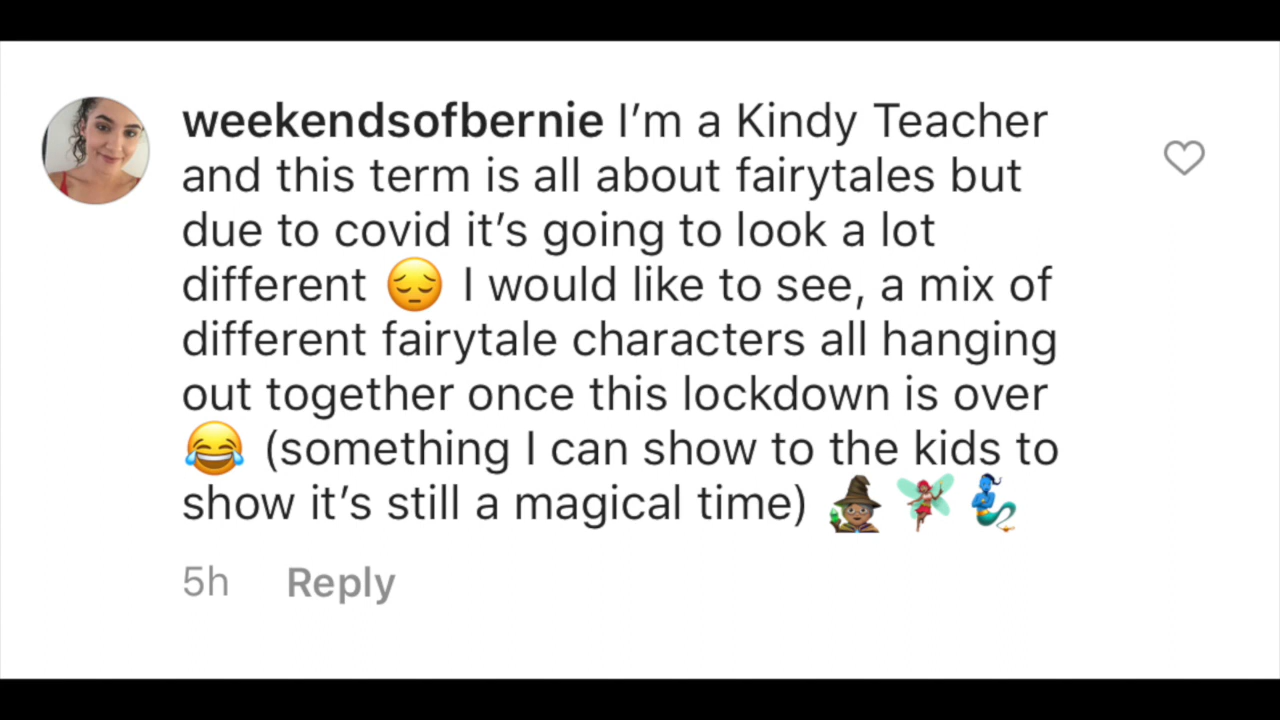 weekendsofbernie I’m a Kindy Teacher
and this term is all about fairytales but
due to covid it’s going to look a lot
different 😔 I would like to see, a mix of
different fairytale characters all hanging
out together once this lockdown is over
😂 (something I can show to the kids to
show it’s still a magical time) 🧙🏽 🧚 🧞‍♂️
5h Reply